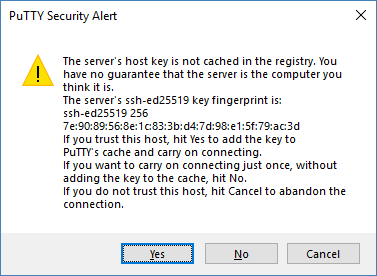 PuTTY Security Alert
The server's host key is not cached in the registry. You
have no guarantee that the server is the computer you
think it is.
The server's ssh-ed25519 key fingerprint is:
ssh-ed25519 256
7e:90:89:56:8e:1c:83:3b:d4:7d:98:e1:5f:79:ac:3d
If you trust this host, hit Yes to add the key to
PuTTY's cache and carry on connecting.
If you want to carry on connecting just once, without
adding the key to the cache, hit No.
If you do not trust this host, hit Cancel to abandon the
connection.
Yes
No
Cancel